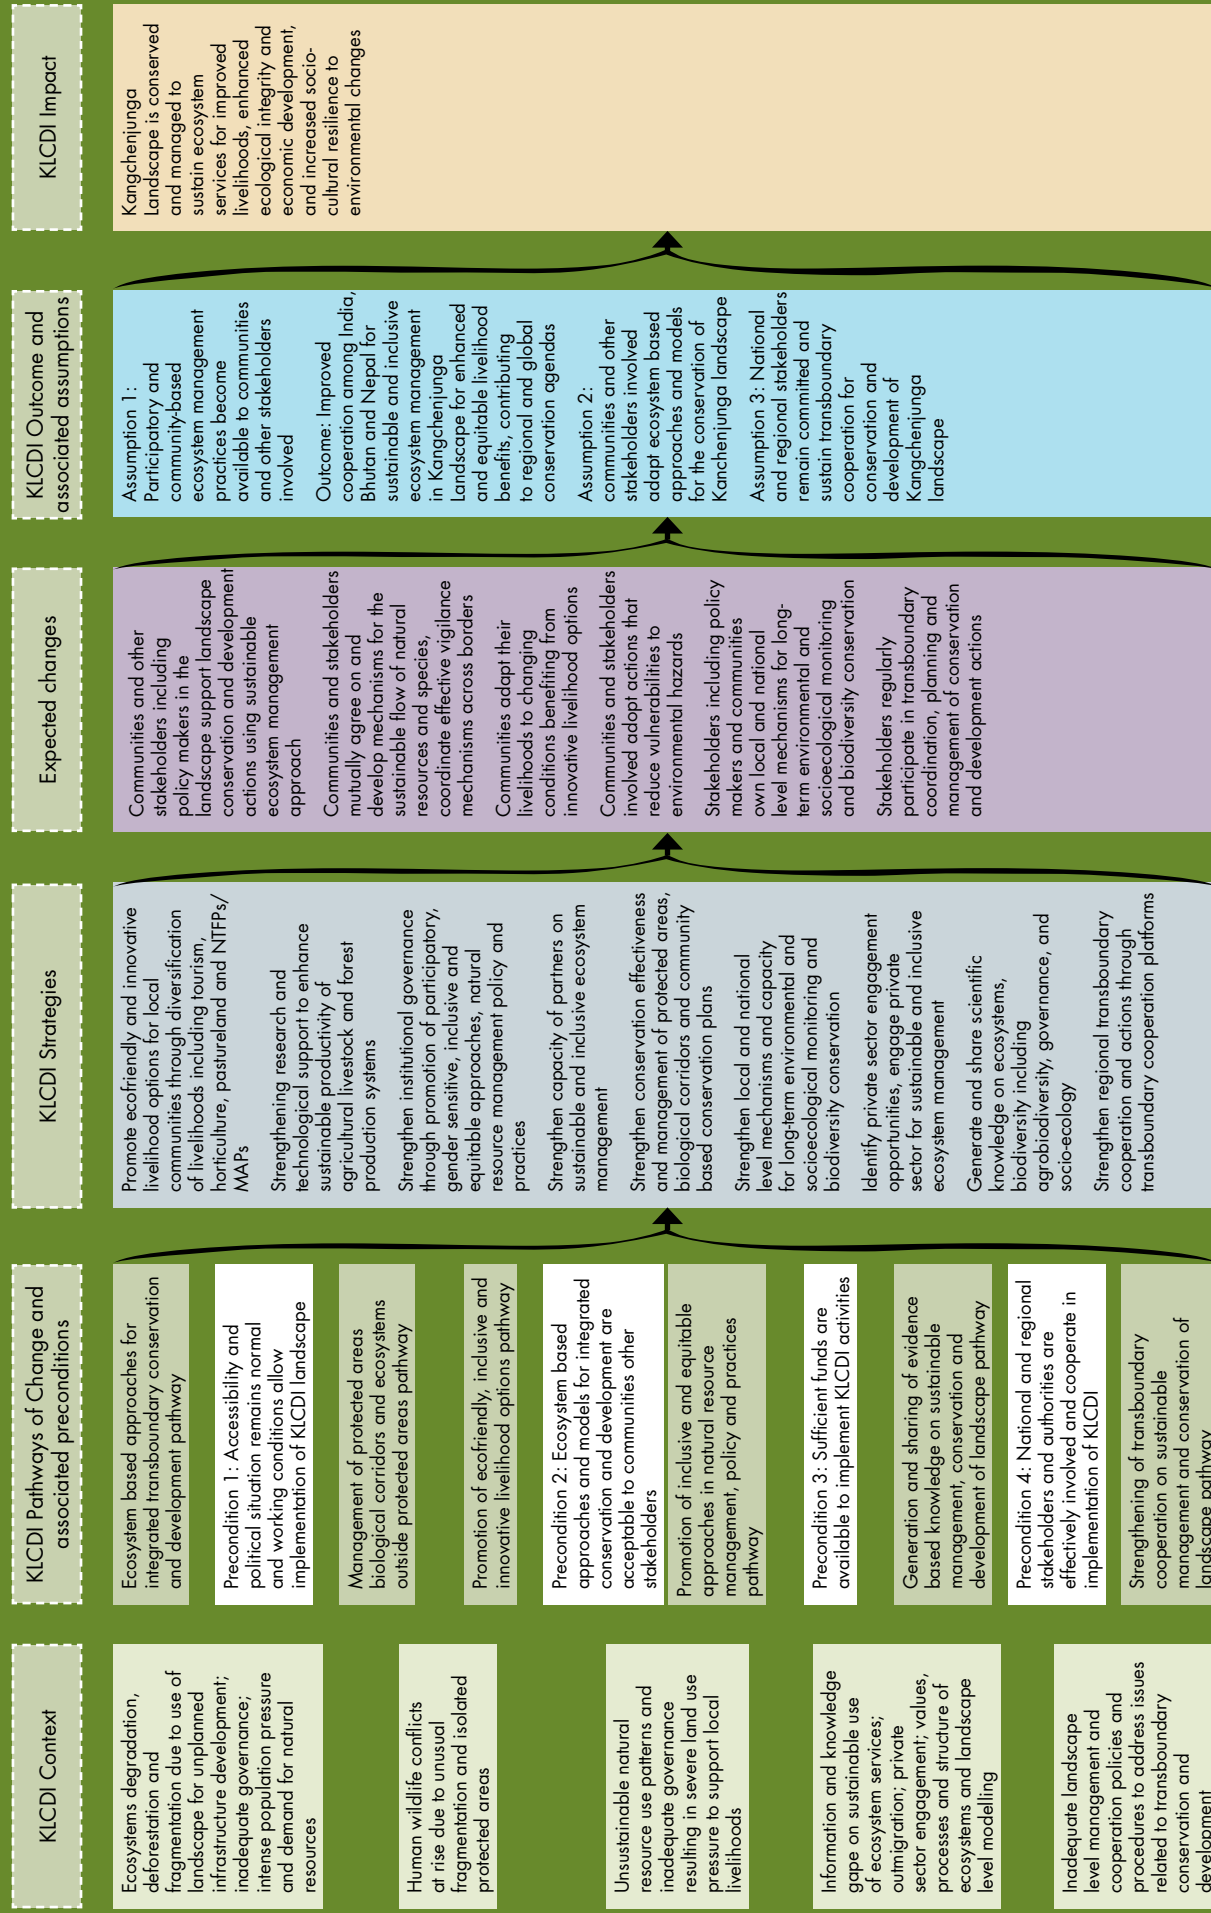 KLCDI Context
Ecosystems degradation,
deforestation and
fragmentation due to use of
landscape for unplanned
infrastructure development;
inadequate governance;
intense population pressure
and demand for natural
resources
Human wildlife conflicts
at rise due to unusual
fragmentation and isolated
protected areas
Unsustainable natural
resource use patterns and
inadequate governance
resulting in severe land use
pressure to support local
livelihoods
Information and knowledge
gape on sustainable use
of ecosystem services;
outmigration; private
sector engagement; values,
processes and structure of
ecosystems and landscape
level modelling
Inadequate landscape
level management and
cooperation policies and
procedures to address issues
related to transboundary
conservation and
development
KLCDI Pathways of Change and
associated preconditions
Ecosystem based approaches for
integrated transboundary conservation
and development pathway
Precondition 1: Accessibility and
political situation remains normal
and working conditions allow
implementation of KLCDI landscape
Management of protected areas
biological corridors and ecosystems
outside protected areas pathway
Promotion of ecofriendly, inclusive and
innovative livelihood options pathway
Precondition 2: Ecosystem based
approaches and models for integrated
conservation and development are
acceptable to communities other
stakeholders
Promotion of inclusive and equitable
approaches in natural resource
management, policy and practices
pathway
Precondition 3: Sufficient funds are
available to implement KLCDI activities
Generation and sharing of evidence
based knowledge on sustainable
management, conservation and
development of landscape pathway
Precondition 4: National and regional
stakeholders and authorities are
effectively involved and cooperate in
implementation of KLCDI
Strengthening of transboundary
cooperation on sustainable
management and conservation of
landscape pathway
KLCDI Strategies
Promote ecofriendly and innovative
livelihood options for local
communities through diversification
of livelihoods including tourism,
horticulture, pastureland and NTFPs/
MAPs
Strengthening research and
technological support to enhance
sustainable productivity of
agricultural livestock and forest
production systems
Strengthen institutional governance
through promotion of participatory,
gender sensitive, inclusive and
equitable approaches, natural
resource management policy and
practices
Strengthen capacity of partners on
sustainable and inclusive ecosystem
management
Strengthen conservation effectiveness
and management of protected areas,
biological corridors and community
based conservation plans
Strengthen local and national
level mechanisms and capacity
for long-term environmental and
socioecological monitoring and
biodiversity conservation
Identify private sector engagement
opportunities, engage private
sector for sustainable and inclusive
ecosystem management
Generate and share scientific
knowledge on ecosystems,
biodiversity including
agrobiodiversity, governance, and
socio-ecology
Strengthen regional transboundary
cooperation and actions through
transboundary cooperation platforms
Expected changes
Communities and other
stakeholders including
policy makers in the
landscape support landscape
conservation and development
actions using sustainable
ecosystem management
approach
Communities and stakeholders
mutually agree on and
develop mechanisms for the
sustainable flow of natural
resources and species,
coordinate effective vigilance
mechanisms across borders
Communities adapt their
livelihoods to changing
conditions benefiting from
innovative livelihood options
Communities and stakeholders
involved adopt actions that
reduce vulnerabilities to
environmental hazards
Stakeholders including policy
makers and communities
own local and national
level mechanisms for long-
term environmental and
socioecological monitoring
and biodiversity conservation
Stakeholders regularly
participate in transboundary
coordination, planning and
management of conservation
and development actions
KLCDI Outcome and
associated assumptions
Assumption 1:
Participatory and
community-based
ecosystem management
practices become
available to communities
and other stakeholders
involved
Outcome: Improved
cooperation among India,
Bhutan and Nepal for
sustainable and inclusive
ecosystem management
in Kangchenjunga
Landscape for enhanced
and equitable livelihood
benefits, contributing
to regional and global
conservation agendas
Assumption 2:
communities and other
stakeholders involved
adapt ecosystem based
approaches and models
for the conservation of
Kanchenjunga landscape
Assumption 3: National
and regional stakeholders
remain committed and
sustain transboundary
cooperation for
conservation and
development of
Kangchenjunga
landscape
KLCDI Impact
Kangchenjunga
Landscape is conserved
and managed to
sustain ecosystem
services for improved
livelihoods, enhanced
ecological integrity and
economic development,
and increased socio-
cultural resilience to
environmental changes